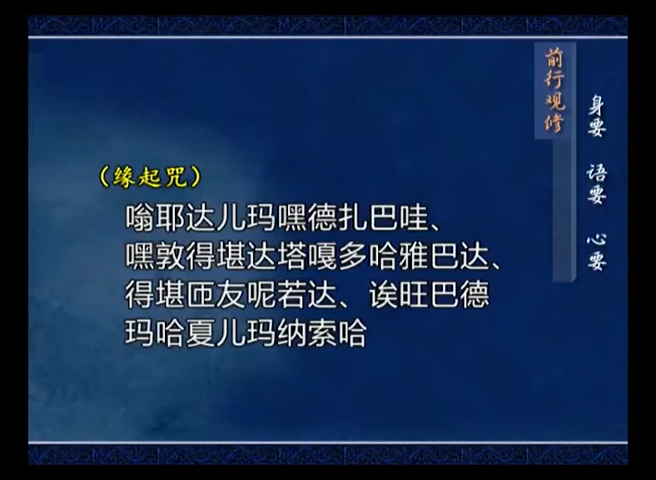 前行观修
身要 语要 心要
（缘起咒）
嗡耶达儿玛嘿德扎巴哇、
嘿敦得堪达塔嘎多哈雅巴达、
得堪匝友呢若达、诶旺巴德
玛哈夏儿玛纳索哈